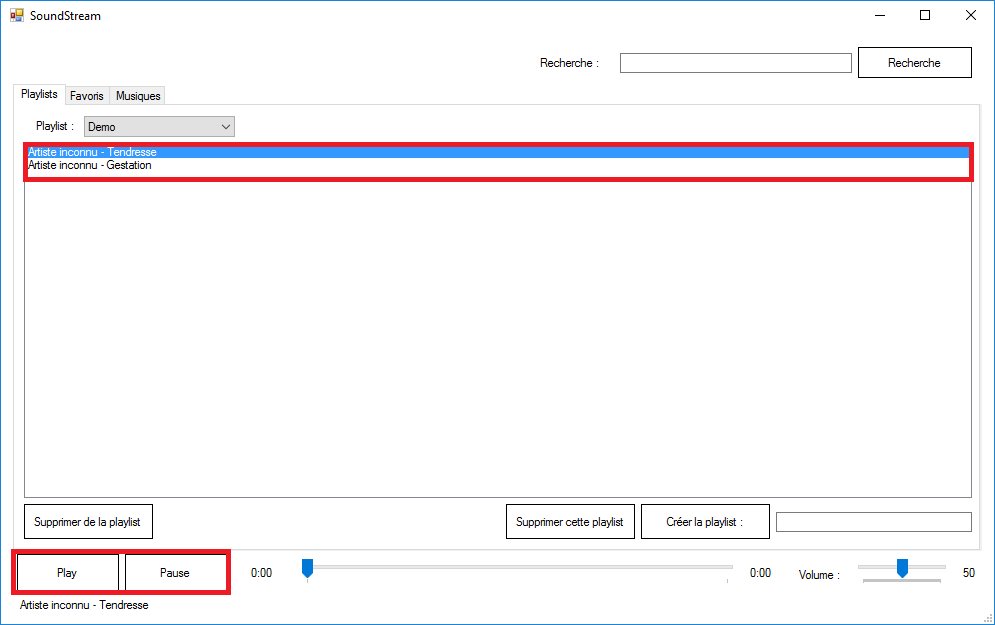 SoundStream
Recherche :
Recherche
Playlists
Favoris
Musiques
Playlist :
Demo
Artiste inconnu - Tendresse
Artiste inconnu - Gestation
Supprimer de la playlist
Supprimer cette playlist
Créer la playlist :
Play
Pause
0:00
0:00
Volume :
50
Artiste inconnu - Tendresse